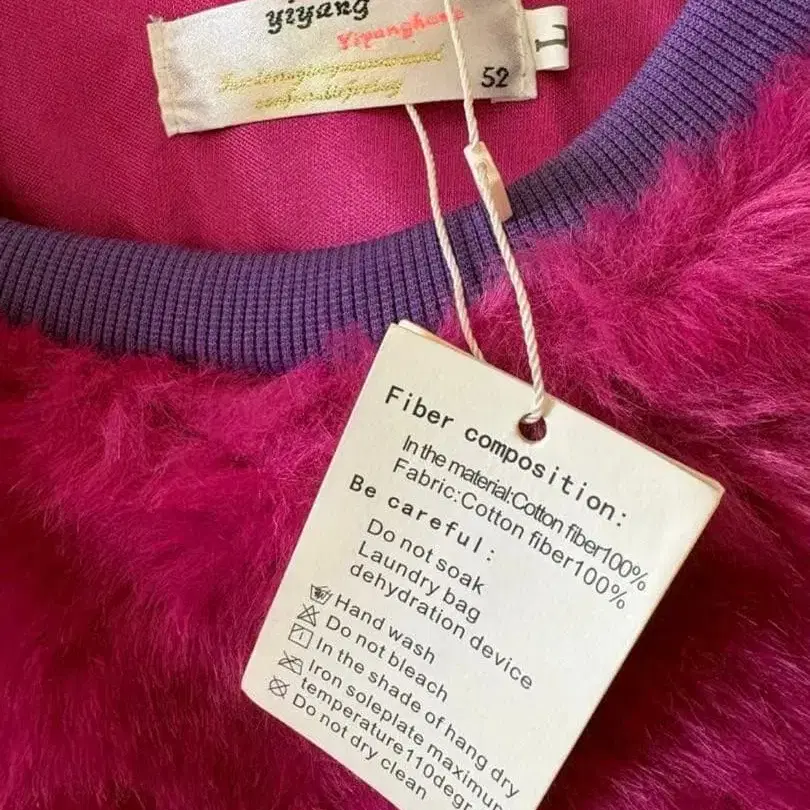 yiyang
52
L
Fiber composition:
In the material:Cotton fiber100%
Fabric:Cotton fiber100%
Be careful:
Do not soak
Laundry bag
dehydration device
Hand wash
Do not bleach
In the shade of hang dry
Iron soleplate maximum
temperature110degr
Do not dry clean